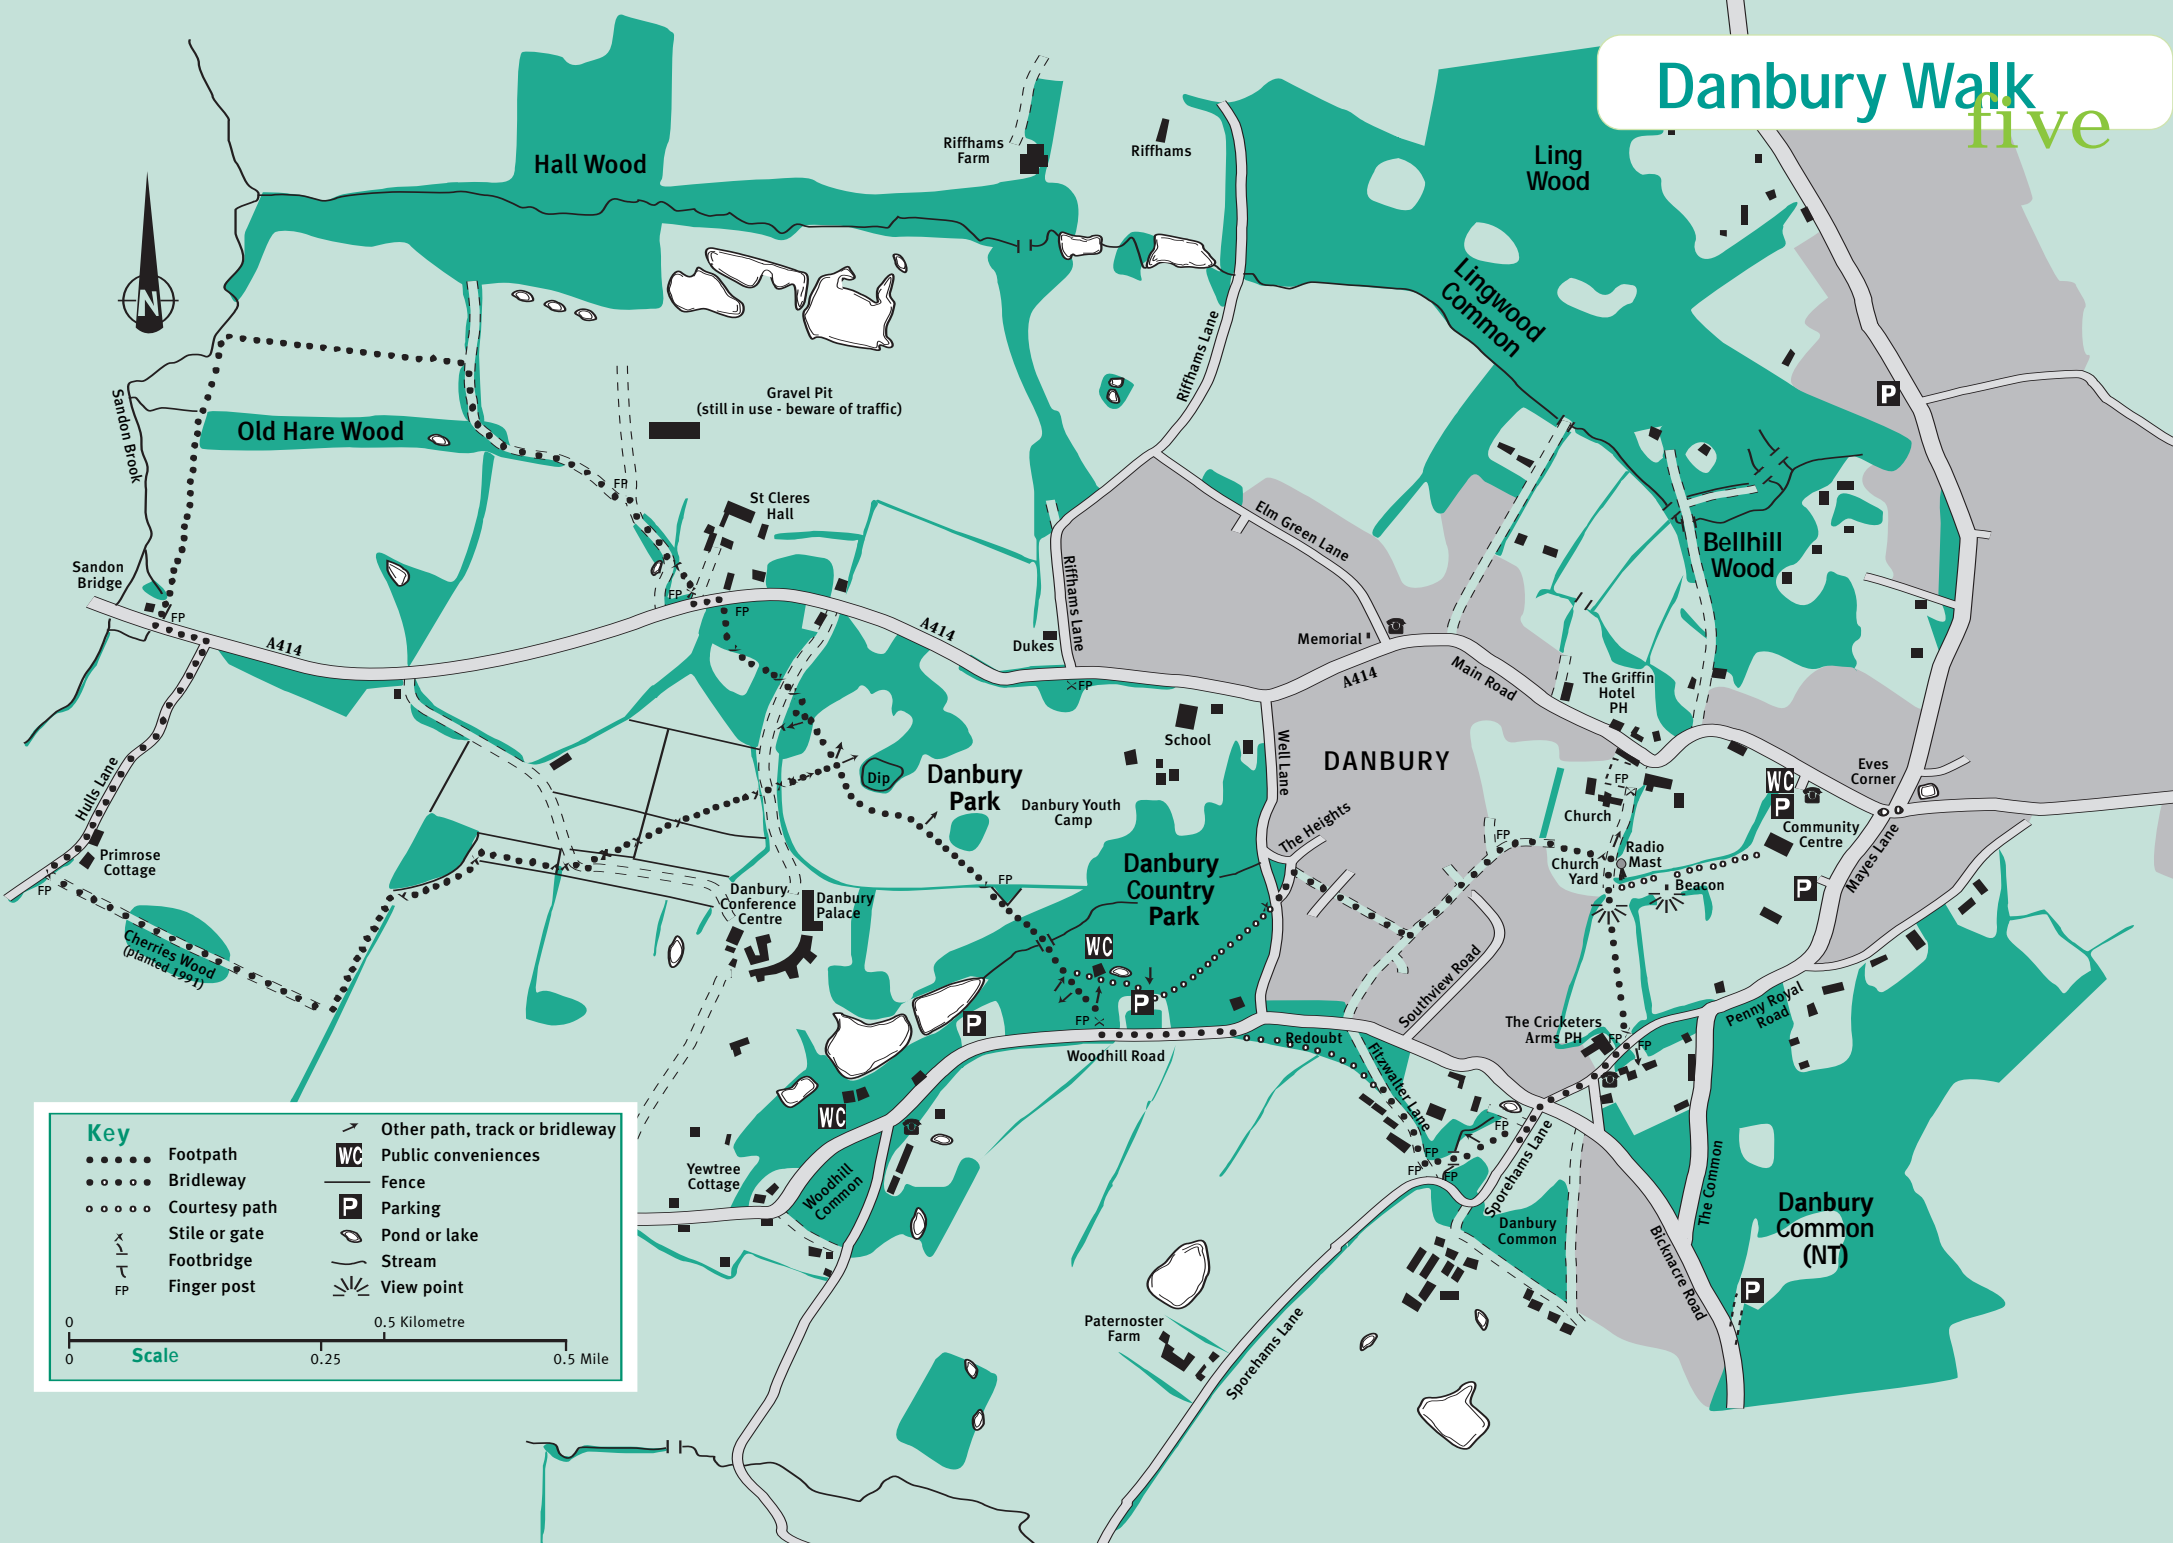 Danbury Walk
five
Hall Wood
Riffhams
Farm
Riffhams
Ling
Wood
N
Lingwood
Common
Riffhams Lane
P
Sandon Brook
Old Hare Wood
Gravel Pit
(still in use - beware of traffic)
FP
St Cleres
Hall
Elm Green Lane
Bellhill
Wood
Sandon
Bridge
FP
FP
FP
A414
A414
Riffhams Lane
Dukes
FP
Memorial
A414
Main Road
The Griffin
Hotel
PH
School
Well Lane
DANBURY
Dip
Danbury
Park
Danbury Youth
Camp
The Heights
FP
Church
WC
P
Eves
Corner
Community
Centre
Mayes Lane
Hulls Lane
Primrose
Cottage
FP
Danbury
Country
Park
FP
FP
Church
Yard
Radio
Mast
Beacon
P
Danbury
Conference
Centre
Danbury
Palace
Cherries Wood
(planted 1991)
WC
P
P
FP
Woodhill Road
Southview Road
Redoubt
The Cricketers
Arms PH
FP
FP
Penny Royal
Road
Fitzwalter Lane
WC
Yewtree
Cottage
Woodhill
Common
FP
FP
FP
FP
Sporehams Lane
Danbury
Common
The Common
Bicknacre Road
Danbury
Common
(NT)
P
Paternoster
Farm
Sporehams Lane
Key
Footpath
Bridleway
Courtesy path
Stile or gate
Footbridge
FP
Finger post
Other path, track or bridleway
WC
Public conveniences
Fence
P
Parking
Pond or lake
Stream
View point
0
0.5 Kilometre
0
Scale
0.25
0.5 Mile